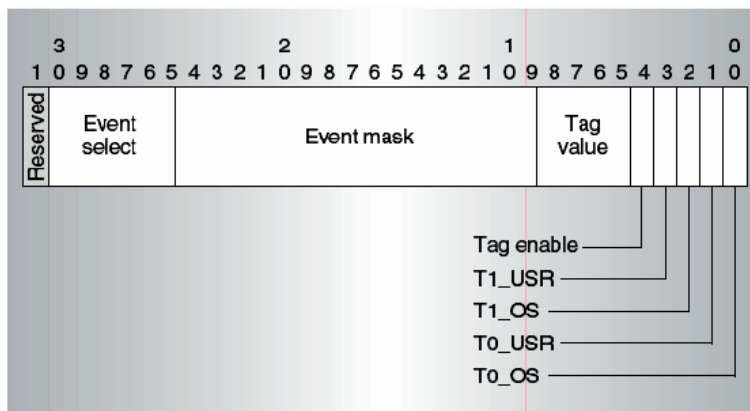 3 2 1 0
1 0 9 8 7 6 5 4 3 2 1 0 9 8 7 6 5 4 3 2 1 0 9 8 7 6 5 4 3 2 1 0
Reserved
Event
select
Event mask
Tag
value
Tag enable
T1_USR
T1_OS
T0_USR
T0_OS